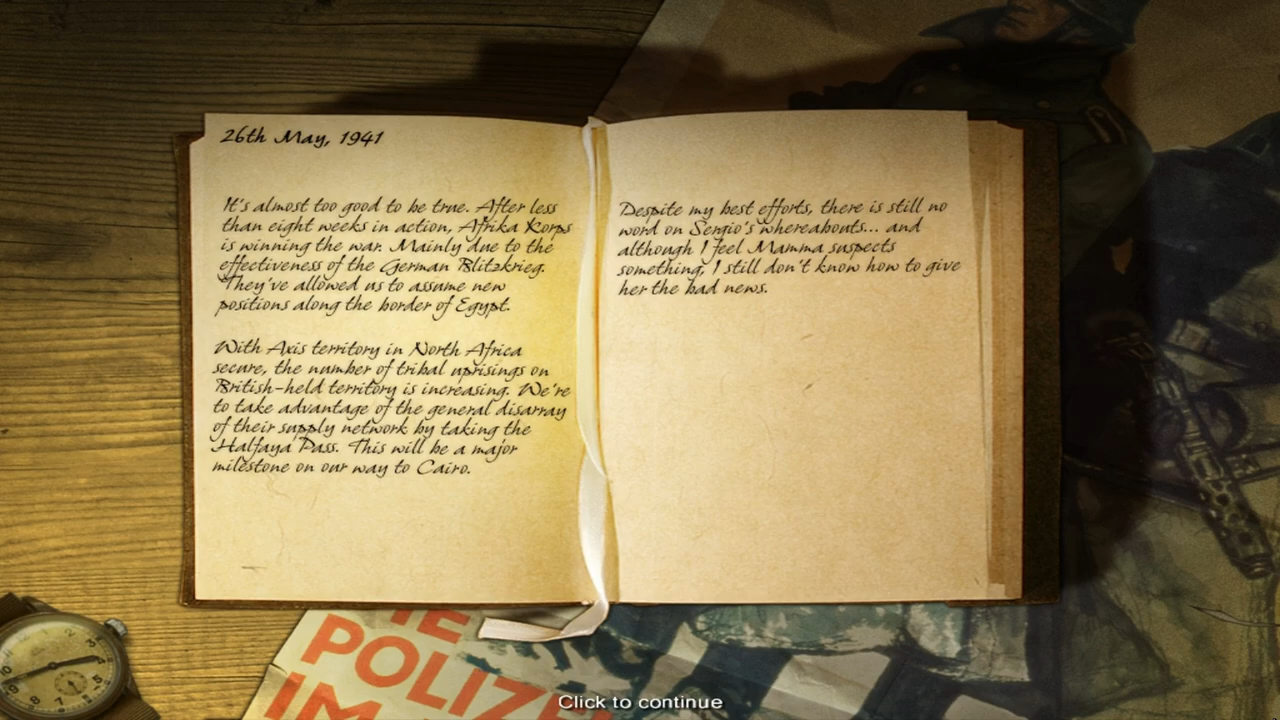 26th May, 1941
It's almost too good to be true. After less
than eight weeks in action, Afrika Korps
is winning the war. Mainly due to the
effectiveness of the German Blitzkrieg.
They've allowed us to assume new
positions along the border of Egypt.
With Axis territory in North Africa
secure, the number of tribal uprisings on
British-held territory is increasing. We're
to take advantage of the general disarray
of their supply network by taking the
Halfaya Pass. This will be a major
milestone on our way to Cairo.
Despite my best efforts, there is still no
word on Sergio's whereabouts... and
although I feel Mamma suspects
something, I still don't know how to give
her the bad news.
IM
Click to continue